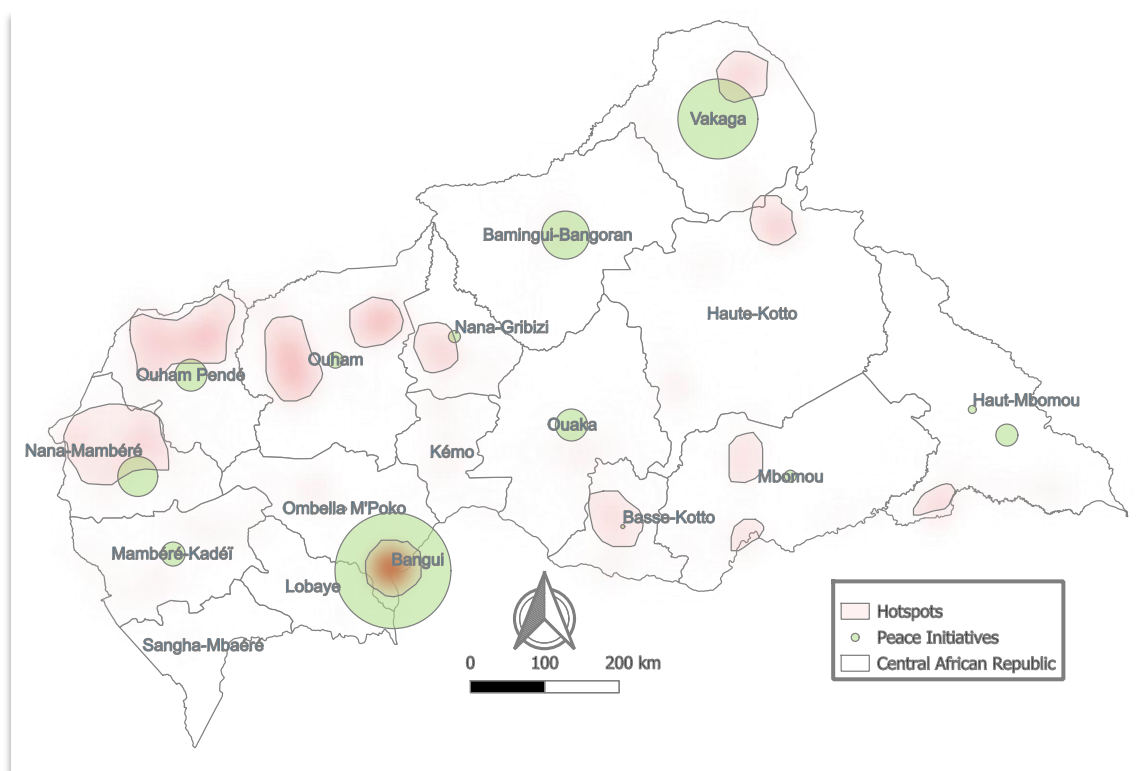 Vakaga
Bamingui-Bangoran
Haute-Kotto
Nana-Gribizi
Ouham
Ouham Pendé
Haut-Mbomou
Ouaka
Nana-Mambéré
Kémo
Mbomou
Ombella M'Poko
Basse-Kotto
Mambéré-Kadéï
Bangui
Lobaye
Sangha-Mbaéré
Hotspots
Peace Initiatives
Central African Republic
0 100 200 km